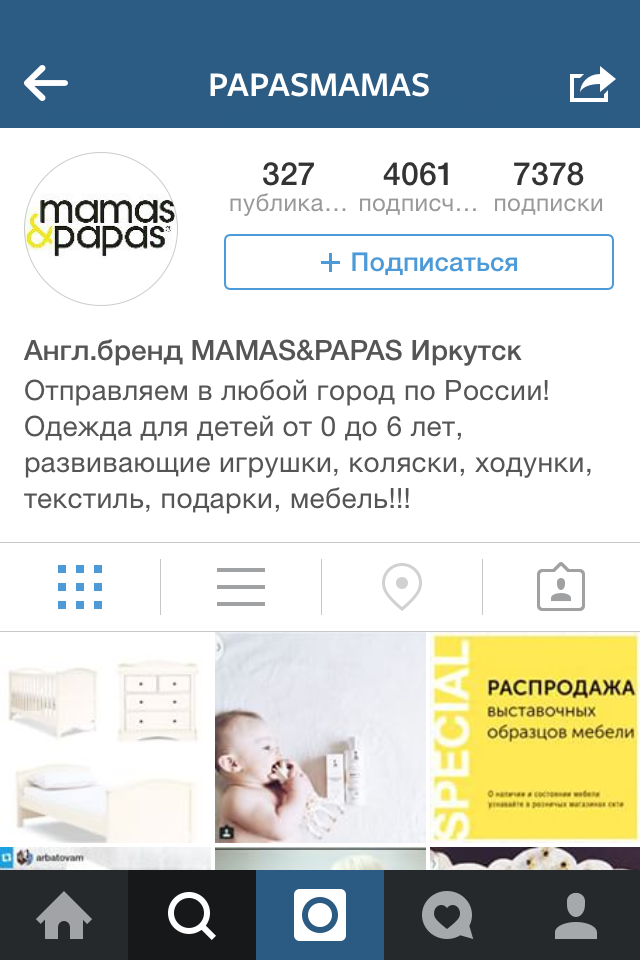 PAPASMAMAS
mamas
&papas
327
4061
7378
публика...
подписч...
подписки
+ Подписаться
Англ.бренд MAMAS&PAPAS Иркутск
Отправляем в любой город по России!
Одежда для детей от 0 до 6 лет,
развивающие игрушки, коляски, ходунки,
текстиль, подарки, мебель!!!
SPECIAL
РАСПРОДАЖА
выставочных
образцов мебели
О наличии и состоянии мебели
узнавайте в розничных магазинах сети
arbatovam